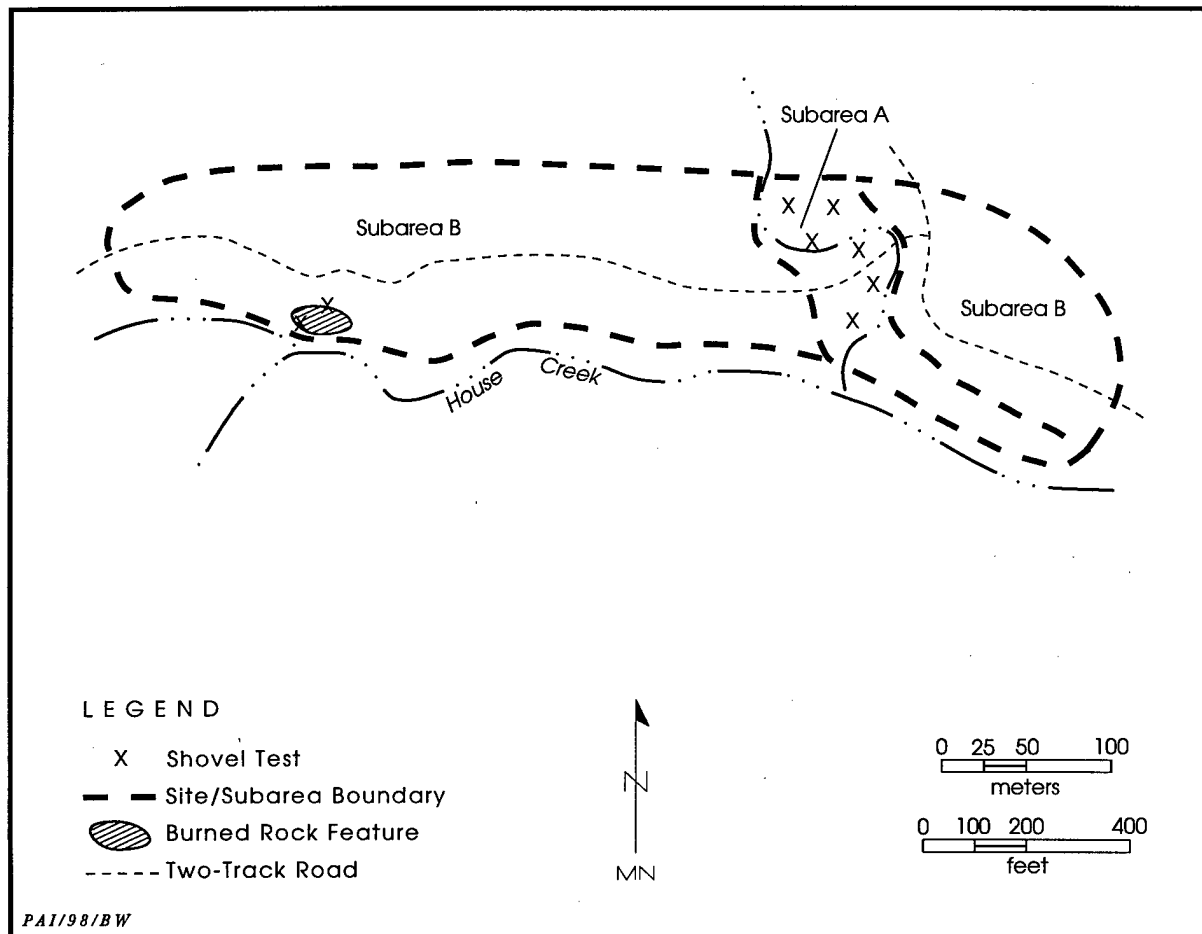 Subarea A
Subarea B
Subarea B
House Creek
LEGEND
X Shovel Test
Site/Subarea Boundary
Burned Rock Feature
Two-Track Road
N
MN
0 25 50 100
meters
0 100 200 400
feet
PAI/98/BW